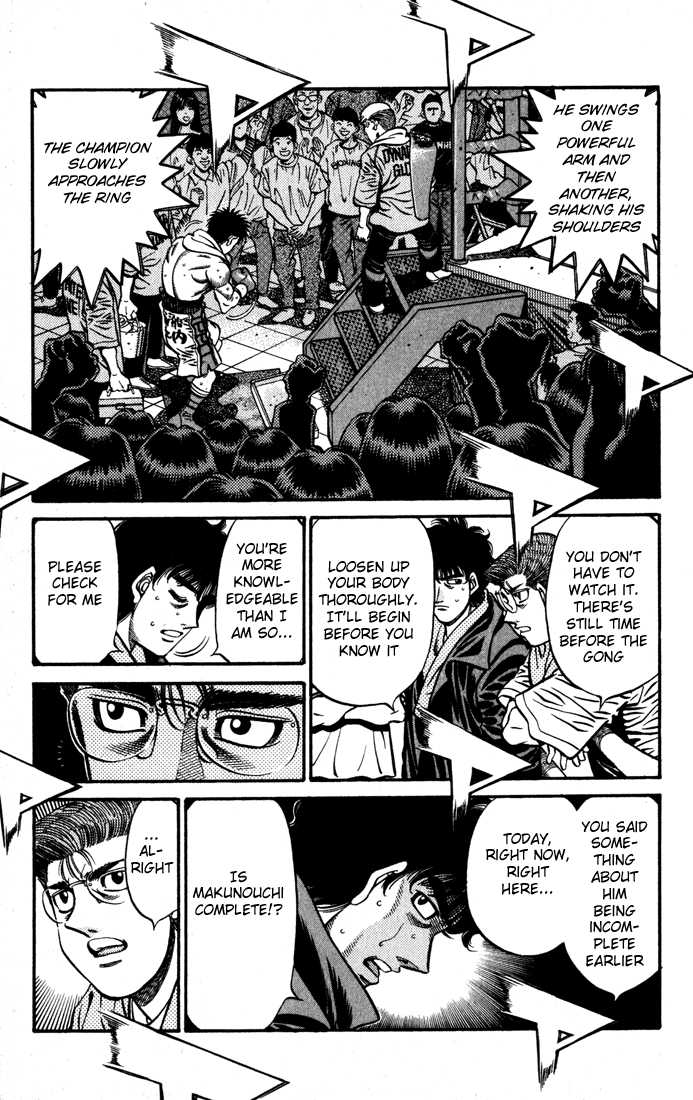 HE SWINGS
ONE
POWERFUL
ARM AND
THEN
ANOTHER,
SHAKING HIS
SHOULDERS
THE CHAMPION
SLOWLY
APPROACHES
THE RING
YOU DON'T
HAVE TO
WATCH IT.
THERE'S
STILL TIME
BEFORE THE
GONG
LOOSEN UP
YOUR BODY
THOROUGHLY.
IT'LL BEGIN
BEFORE YOU
KNOW IT
YOU'RE
MORE
KNOWL-
EDGEABLE
THAN I
AM SO...
PLEASE
CHECK
FOR ME
YOU SAID
SOME-
THING
ABOUT
HIM
BEING
INCOM-
PLETE
EARLIER
TODAY,
RIGHT NOW,
RIGHT
HERE...
IS
MAKUNOUCHI
COMPLETE!?
...
AL-
RIGHT